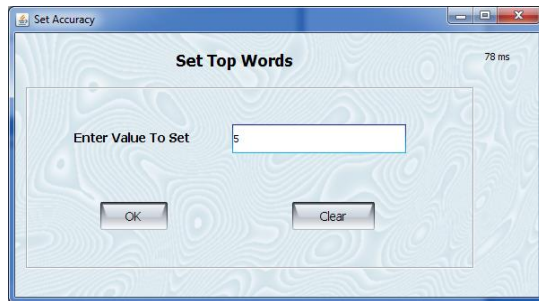 Set Accuracy
Set Top Words
78 ms
Enter Value To Set
5
OK
Clear